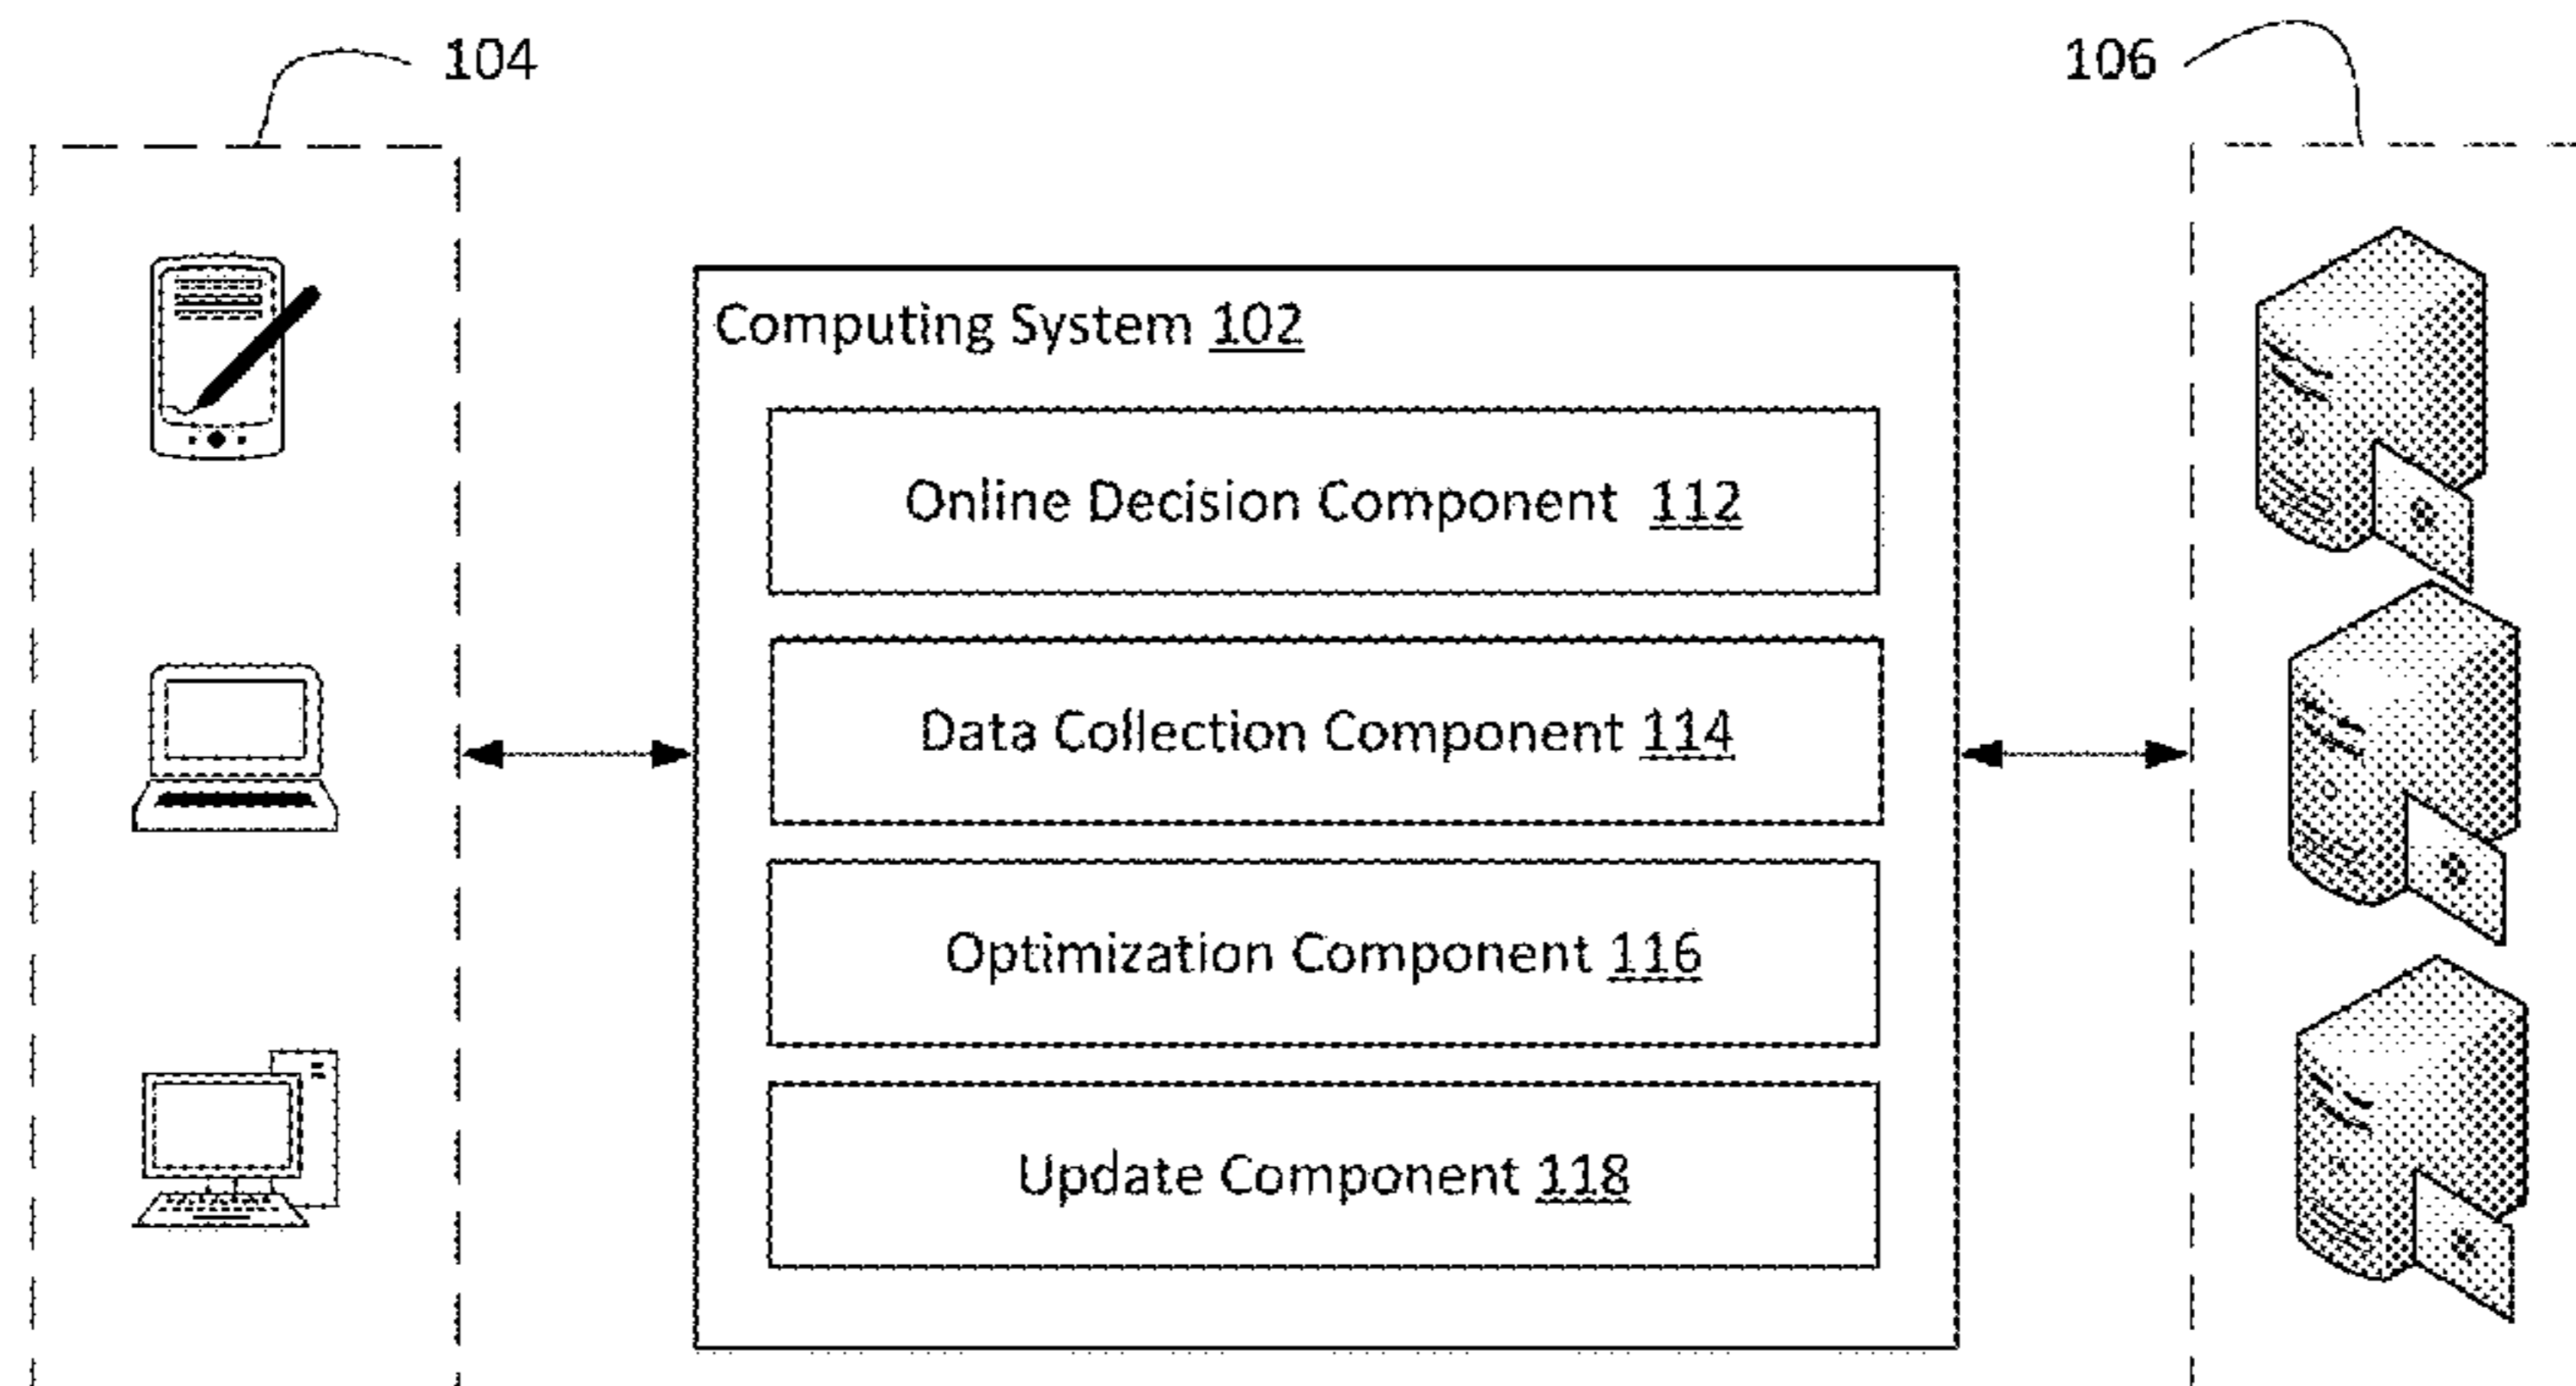 104
106
Computing System 102
Online Decision Component 112
Data Collection Component 114
Optimization Component 116
Update Component 118